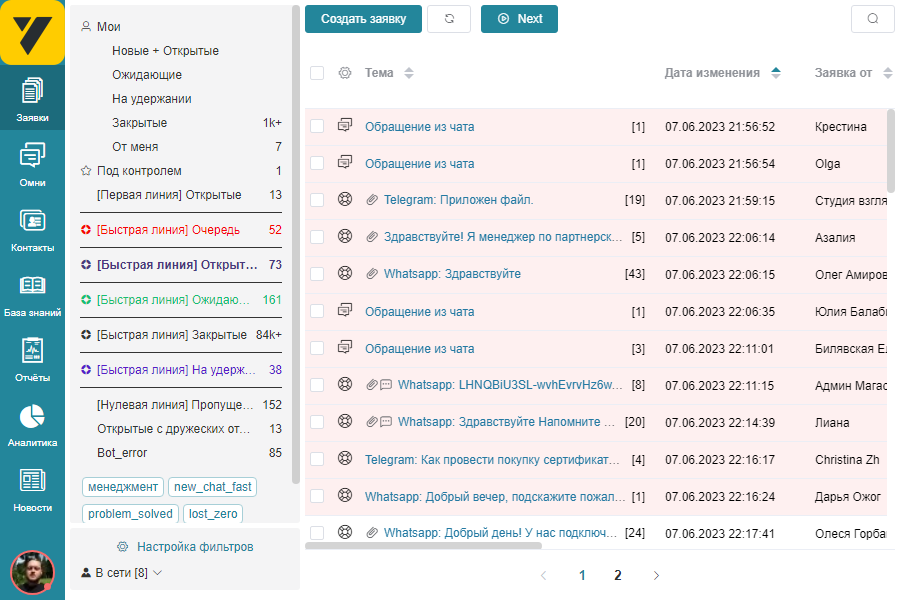 Заявки
Омни
Контакты
База знаний
Отчёты
Аналитика
Новости
Мои
Новые + Открытые
Ожидающие
На удержании
Закрытые 1k+
От меня 7
Под контролем 1
[Первая линия] Открытые 13
[Быстрая линия] Очередь 52
[Быстрая линия] Открыт... 73
[Быстрая линия] Ожидаю... 161
[Быстрая линия] Закрытые 84k+
[Быстрая линия] На удерж... 38
[Нулевая линия] Пропуще... 152
Открытые с дружеских от... 13
Bot_error 85
менеджмент new_chat_fast
problem_solved lost_zero
Настройка фильтров
В сети [8]
Создать заявку Next
Тема Дата изменения Заявка от
Обращение из чата [1] 07.06.2023 21:56:52 Крестина
Обращение из чата [1] 07.06.2023 21:56:54 Olga
Telegram: Приложен файл. [19] 07.06.2023 21:59:15 Студия взгля
Здравствуйте! Я менеджер по партнерск... [5] 07.06.2023 22:06:14 Азалия
Whatsapp: Здравствуйте [43] 07.06.2023 22:06:15 Олег Амиров
Обращение из чата [1] 07.06.2023 22:06:35 Юлия Балаб
Обращение из чата [3] 07.06.2023 22:11:01 Билявская Е
Whatsapp: LHNQBiU3SL-wvhEvrvHz6w... [8] 07.06.2023 22:11:15 Админ Магас
Whatsapp: Здравствуйте Напомните ... [20] 07.06.2023 22:14:39 Лиана
Telegram: Как провести покупку сертификат... [4] 07.06.2023 22:16:17 Christina Zh
Whatsapp: Добрый вечер, подскажите пожал... [1] 07.06.2023 22:16:24 Дарья Ожог
Whatsapp: Добрый день! У нас подключ... [24] 07.06.2023 22:17:41 Олеся Горба
1 2